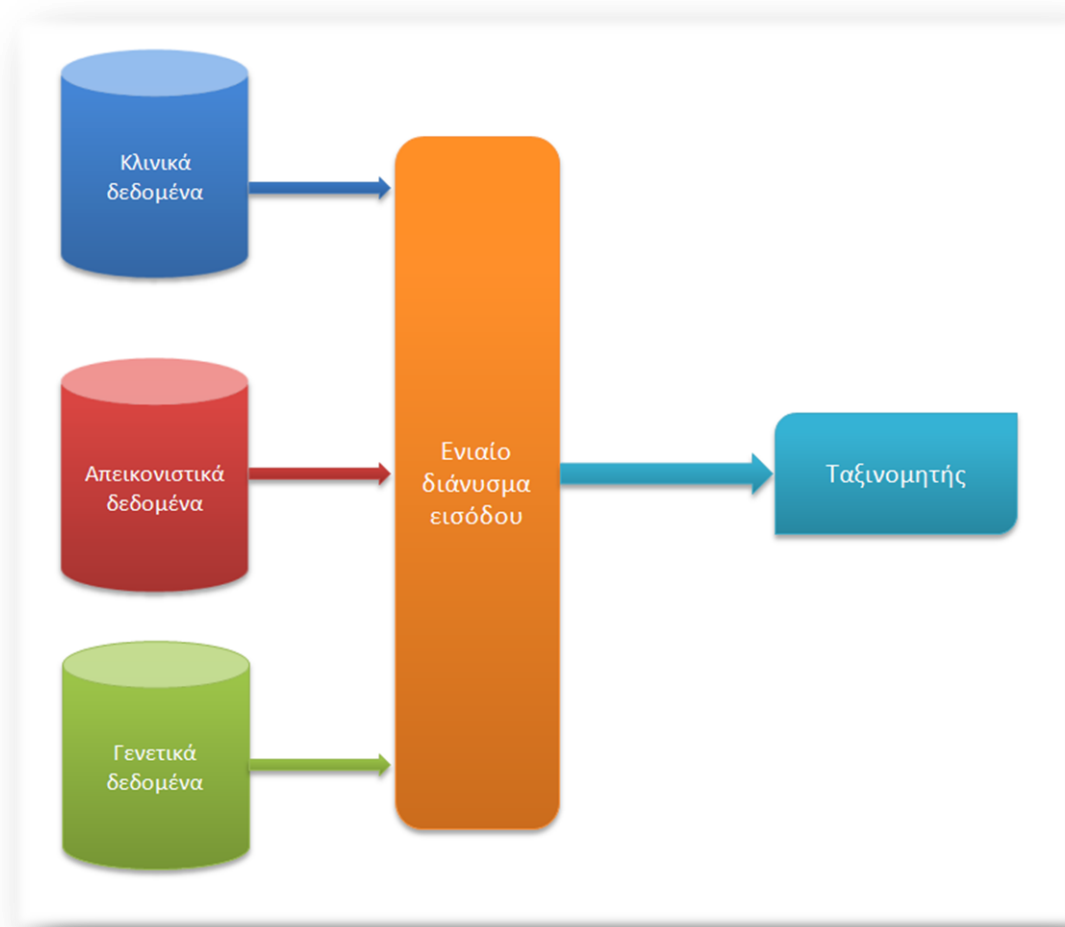 Κλινικά
δεδομένα
Απεικονιστικά
δεδομένα
Γενετικά
δεδομένα
Ενιαίο
διάνυσμα
εισόδου
Ταξινομητής